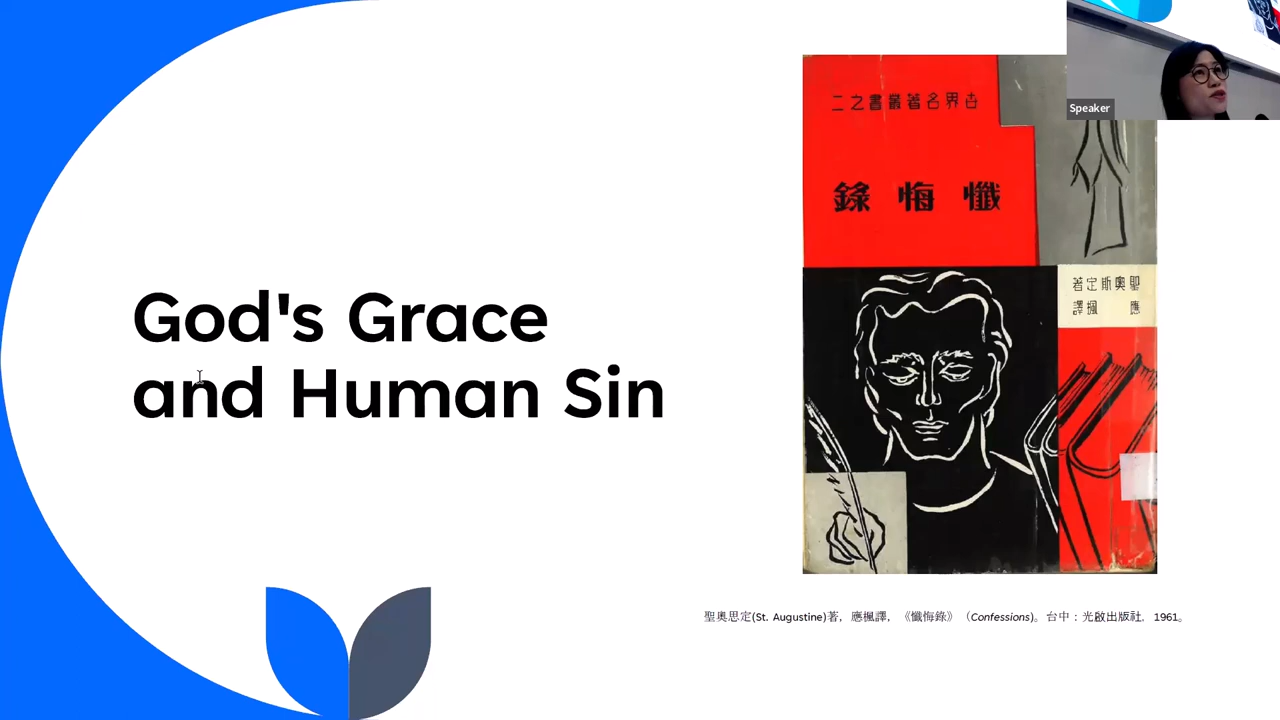 God's Grace
and Human Sin
二之書叢著名界世古
錄悔懺
著定斯奧聖
譯楓應
聖奧思定(St. Augustine)著,應楓譯,《懺悔錄》(Confessions)。台中:光啟出版社,1961。
Speaker